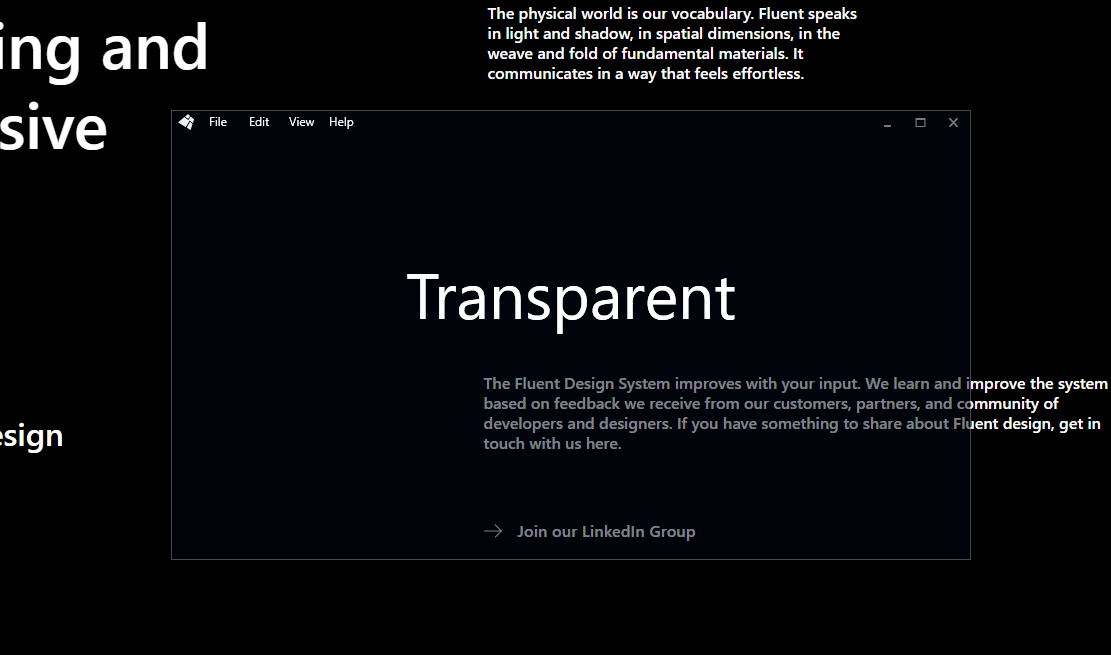 ing and
sive
The physical world is our vocabulary. Fluent speaks
in light and shadow, in spatial dimensions, in the
weave and fold of fundamental materials. It
communicates in a way that feels effortless.
File Edit View Help
Transparent
The Fluent Design System improves with your input. We learn and improve the system
based on feedback we receive from our customers, partners, and community of
developers and designers. If you have something to share about Fluent design, get in
touch with us here.
esign
Join our LinkedIn Group